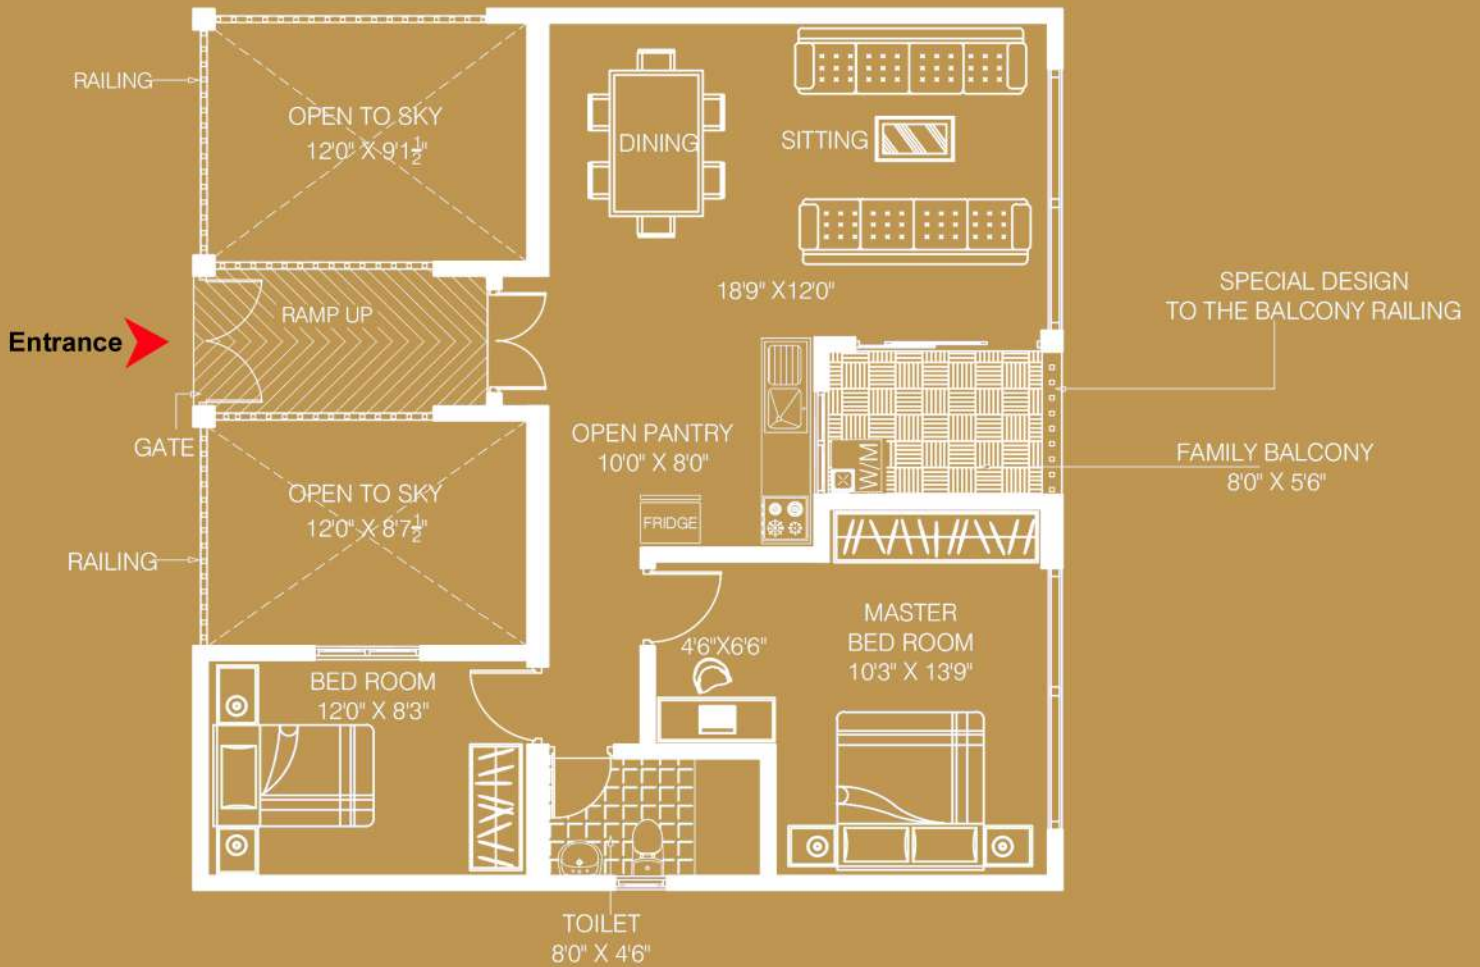 RAILING
OPEN TO SKY
12'0" X 9'1½"
DINING
SITTING
18'9" X12'0"
SPECIAL DESIGN
TO THE BALCONY RAILING
RAMP UP
Entrance
GATE
OPEN PANTRY
10'0" X 8'0"
W/M
FAMILY BALCONY
8'0" X 5'6"
OPEN TO SKY
12'0" X 8'7½"
FRIDGE
RAILING
MASTER
BED ROOM
10'3" X 13'9"
4'6"X6'6"
BED ROOM
12'0" X 8'3"
TOILET
8'0" X 4'6"